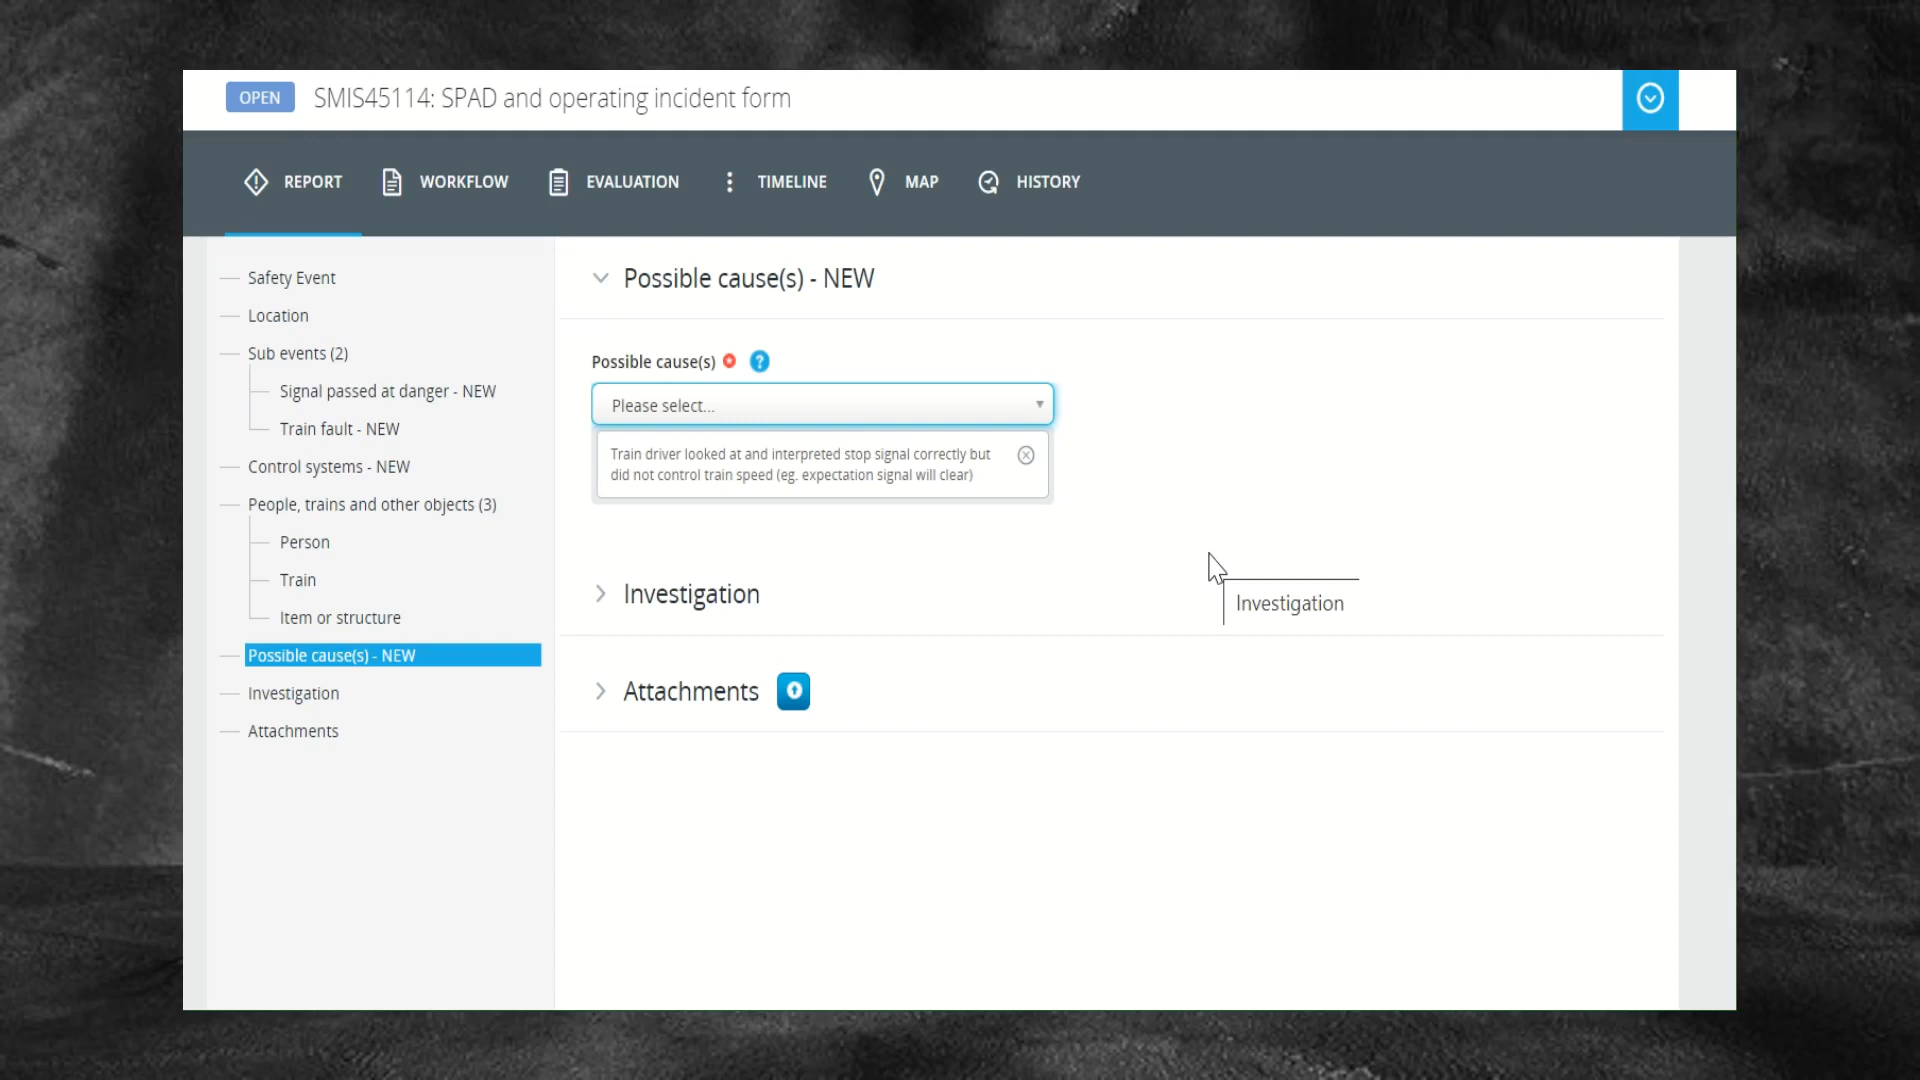 OPEN SMIS45114: SPAD and operating incident form
REPORT WORKFLOW EVALUATION TIMELINE MAP HISTORY
Safety Event
Location
Sub events (2)
Signal passed at danger - NEW
Train fault - NEW
Control systems - NEW
People, trains and other objects (3)
Person
Train
Item or structure
Possible cause(s) - NEW
Investigation
Attachments
Possible cause(s) - NEW
Possible cause(s)
Please select...
Train driver looked at and interpreted stop signal correctly but
did not control train speed (eg. expectation signal will clear)
Investigation
Investigation
Attachments